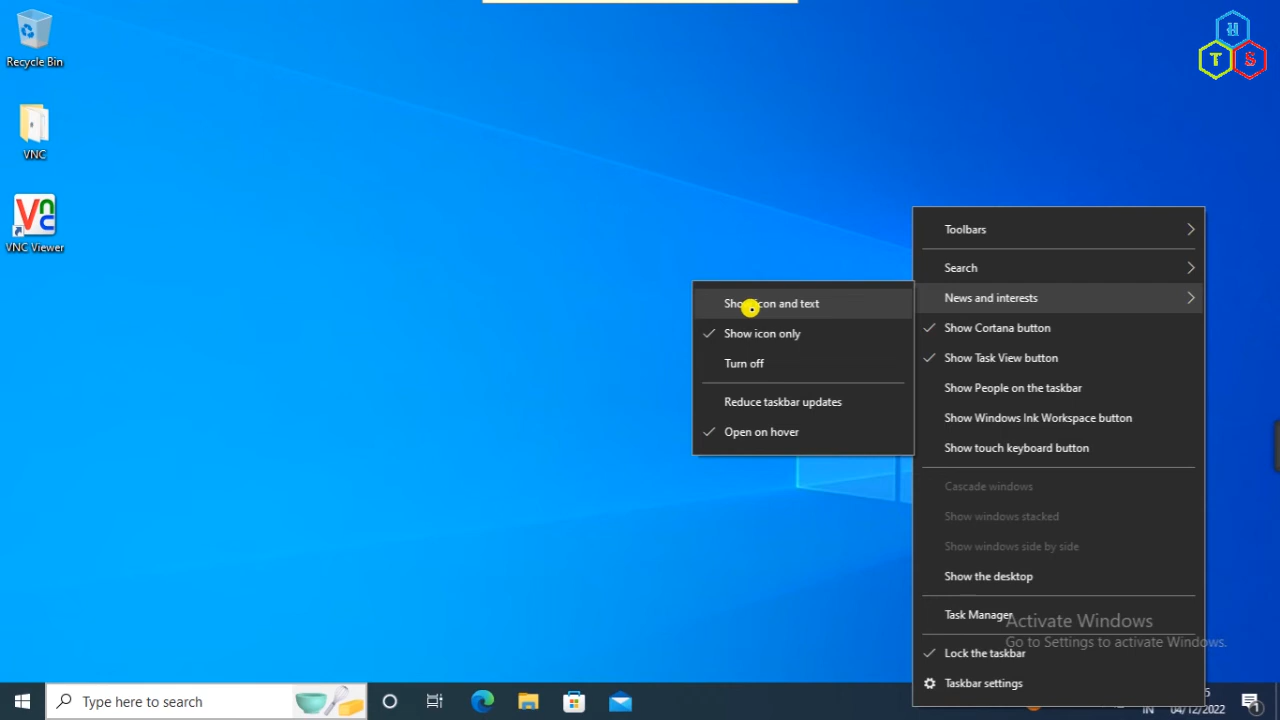 H
T S
Recycle Bin
VNC
VNC Viewer
Toolbars
Search
News and interests
Show Cortana button
Show Task View button
Show People on the taskbar
Show Windows Ink Workspace button
Show touch keyboard button
Cascade windows
Show windows stacked
Show windows side by side
Show the desktop
Task Manager
Lock the taskbar
Taskbar settings
Show icon and text
Show icon only
Turn off
Reduce taskbar updates
Open on hover
Activate Windows
Go to Settings to activate Windows.
Type here to search
IN
04/12/2022
1